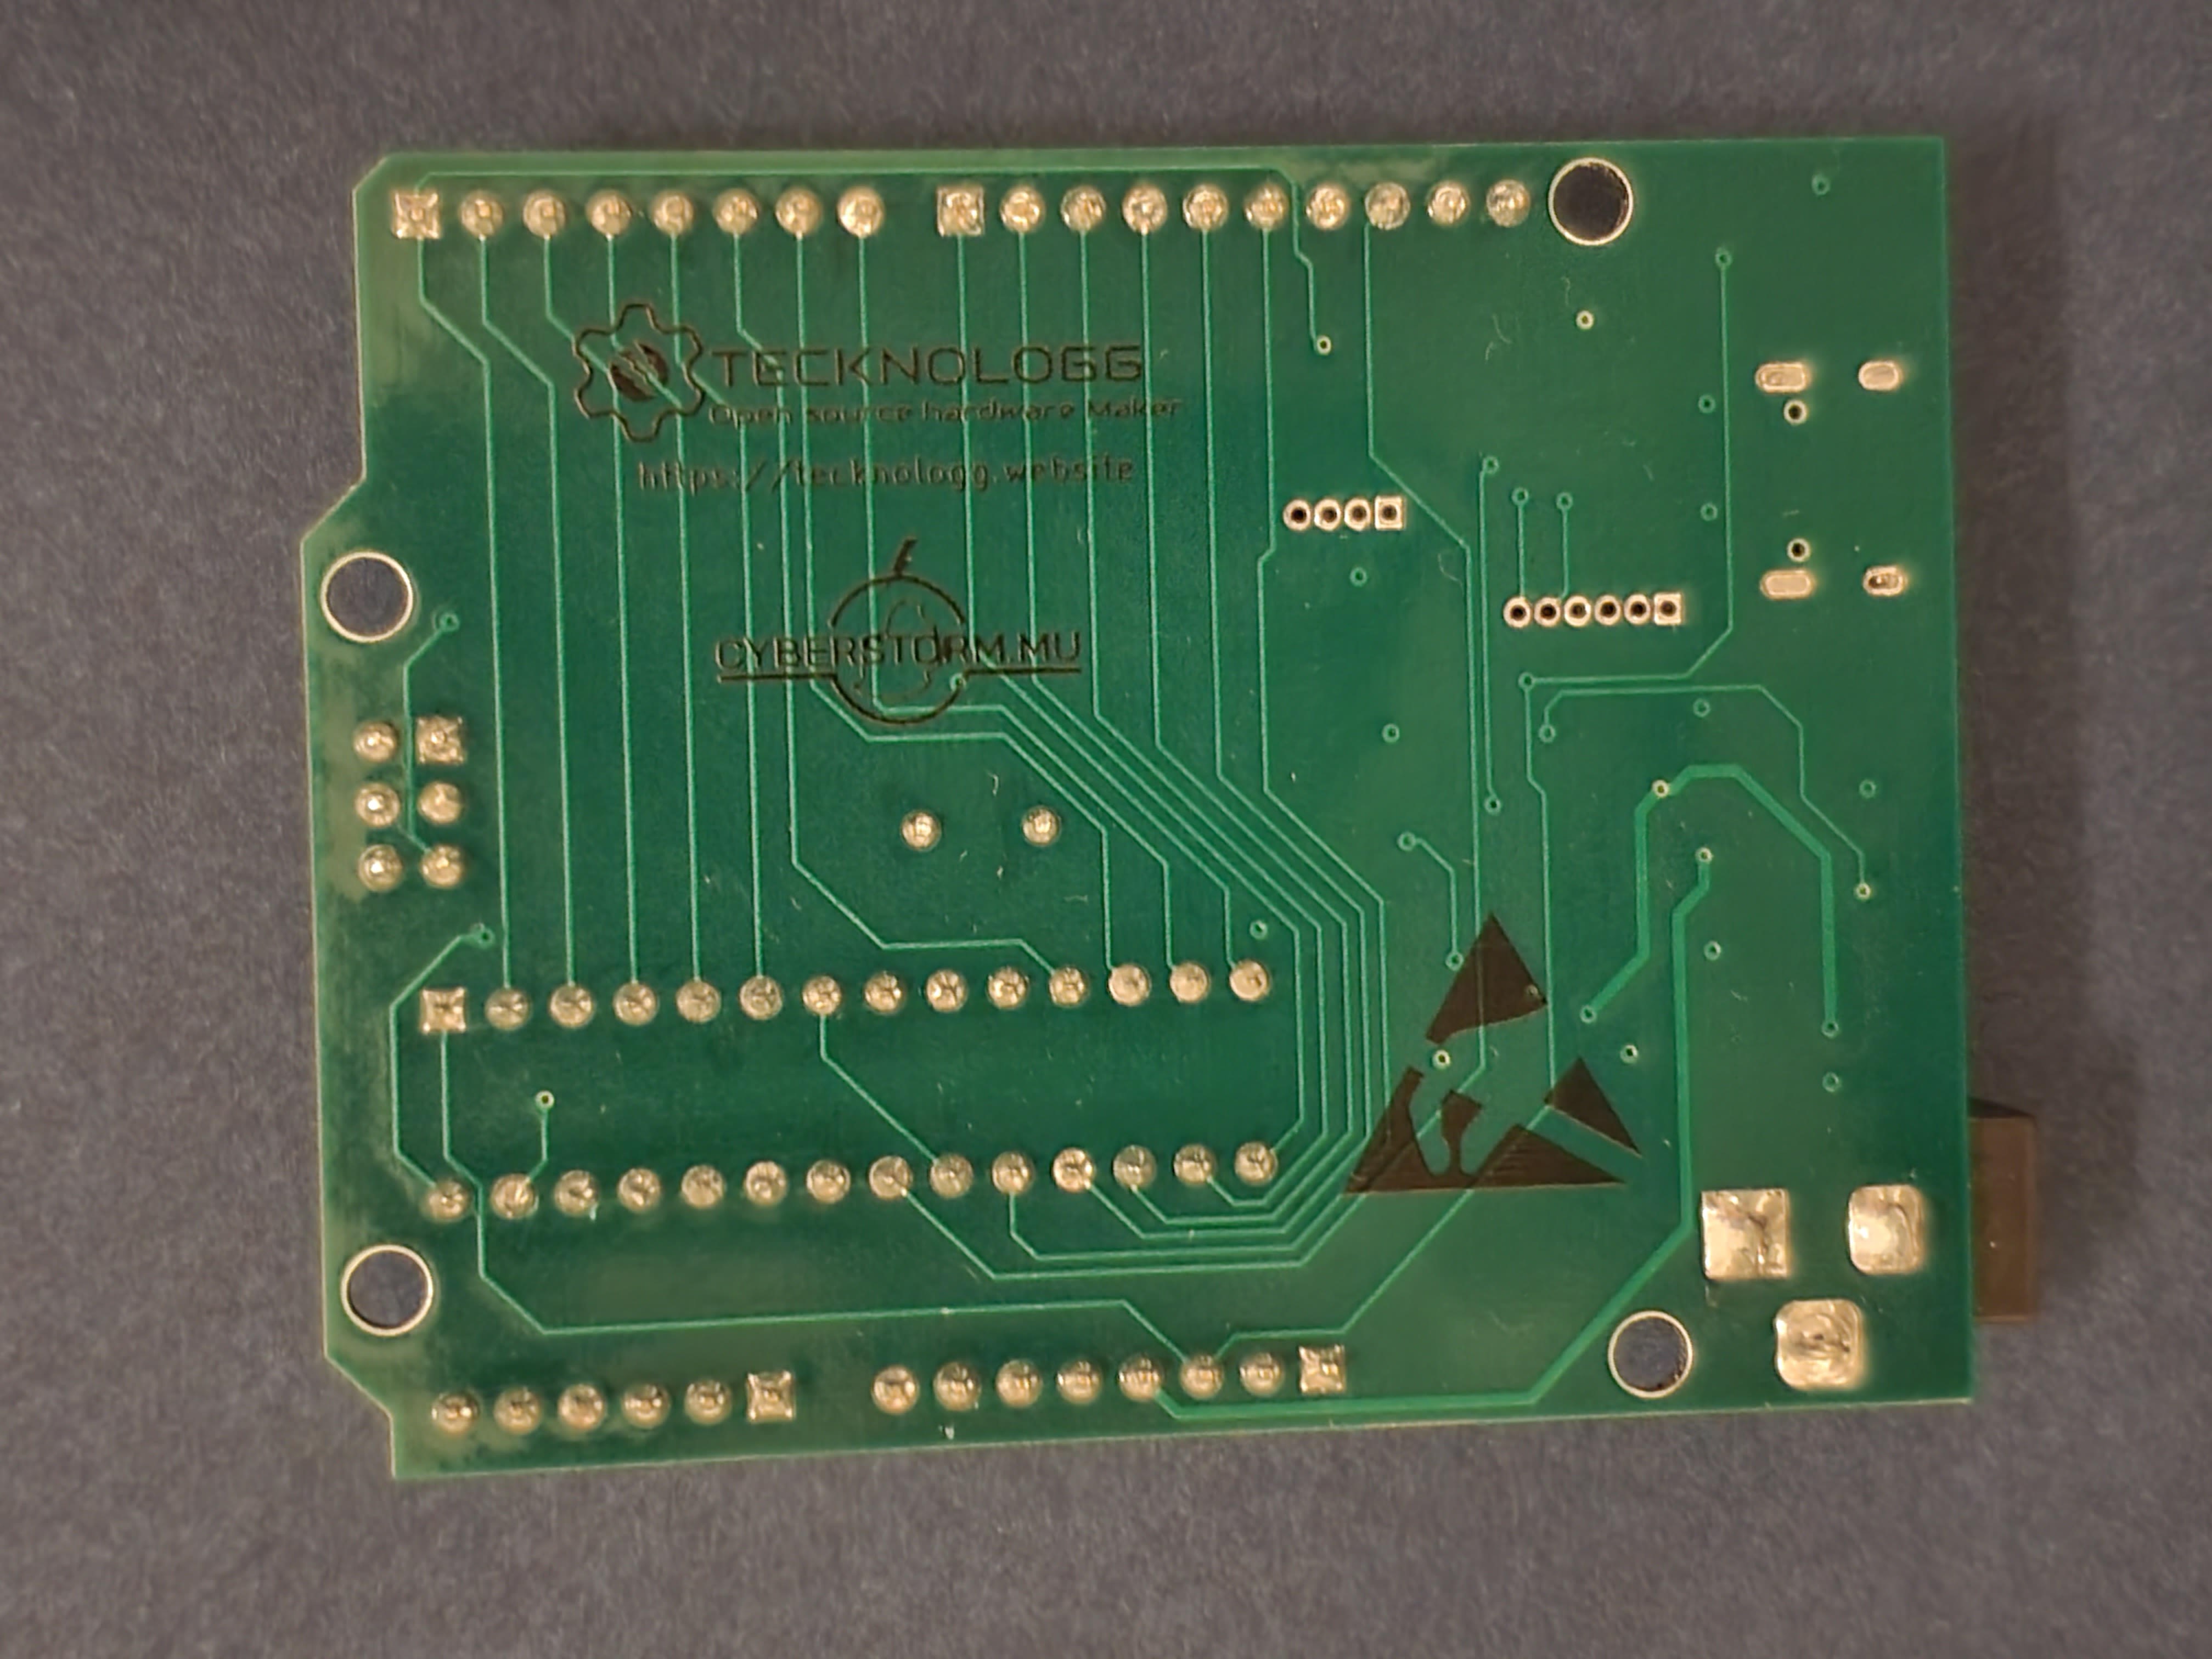 TECKNOLOGG
Open source hardware Maker
https://tecknologg.website
CYBERSTORM.MU